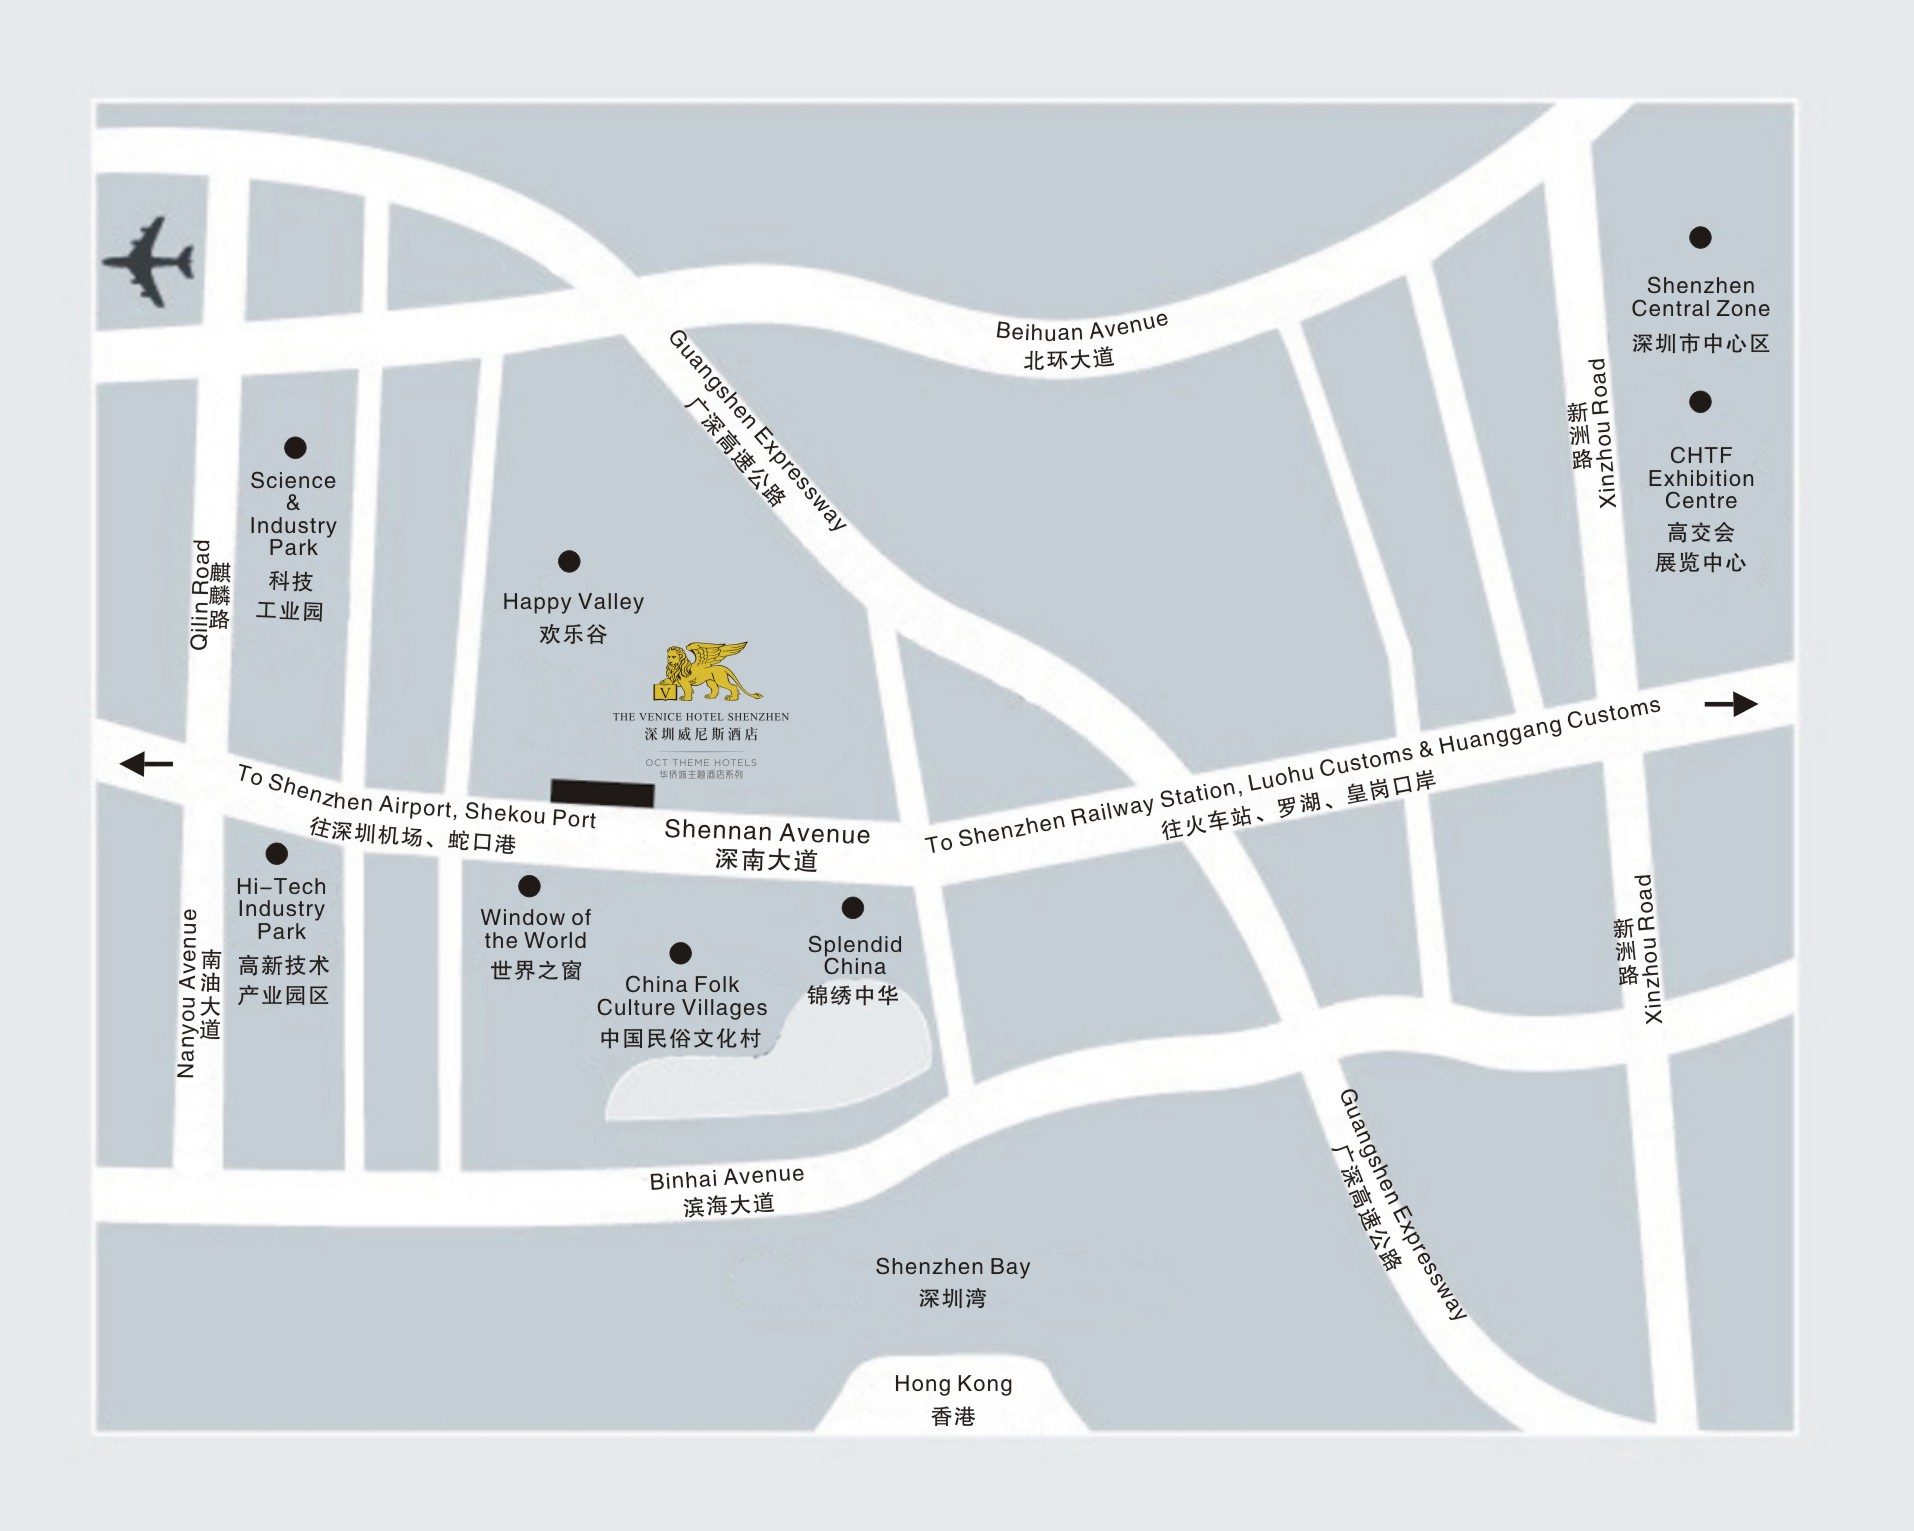 Beihuan Avenue
北环大道
Guangshen Expressway
广深高速公路
Shenzhen
Central Zone
深圳市中心区
新洲路
Xinzhou Road
CHTF
Exhibition
Centre
高交会
展览中心
Science
&
Industry
Park
科技
工业园
Qilin Road
麒麟路
Happy Valley
欢乐谷
V
THE VENICE HOTEL SHENZHEN
深圳威尼斯酒店
OCT THEME HOTELS
华侨城主题酒店系列
To Shenzhen Airport, Shekou Port
往深圳机场、蛇口港
Shennan Avenue
深南大道
To Shenzhen Railway Station, Luohu Customs & Huanggang Customs
往火车站、罗湖、皇岗口岸
Hi-Tech
Industry
Park
高新技术
产业园区
Nanyou Avenue
南油大道
Window of
the World
世界之窗
China Folk
Culture Villages
中国民俗文化村
Splendid
China
锦绣中华
新洲路
Xinzhou Road
Binhai Avenue
滨海大道
Guangshen Expressway
广深高速公路
Shenzhen Bay
深圳湾
Hong Kong
香港